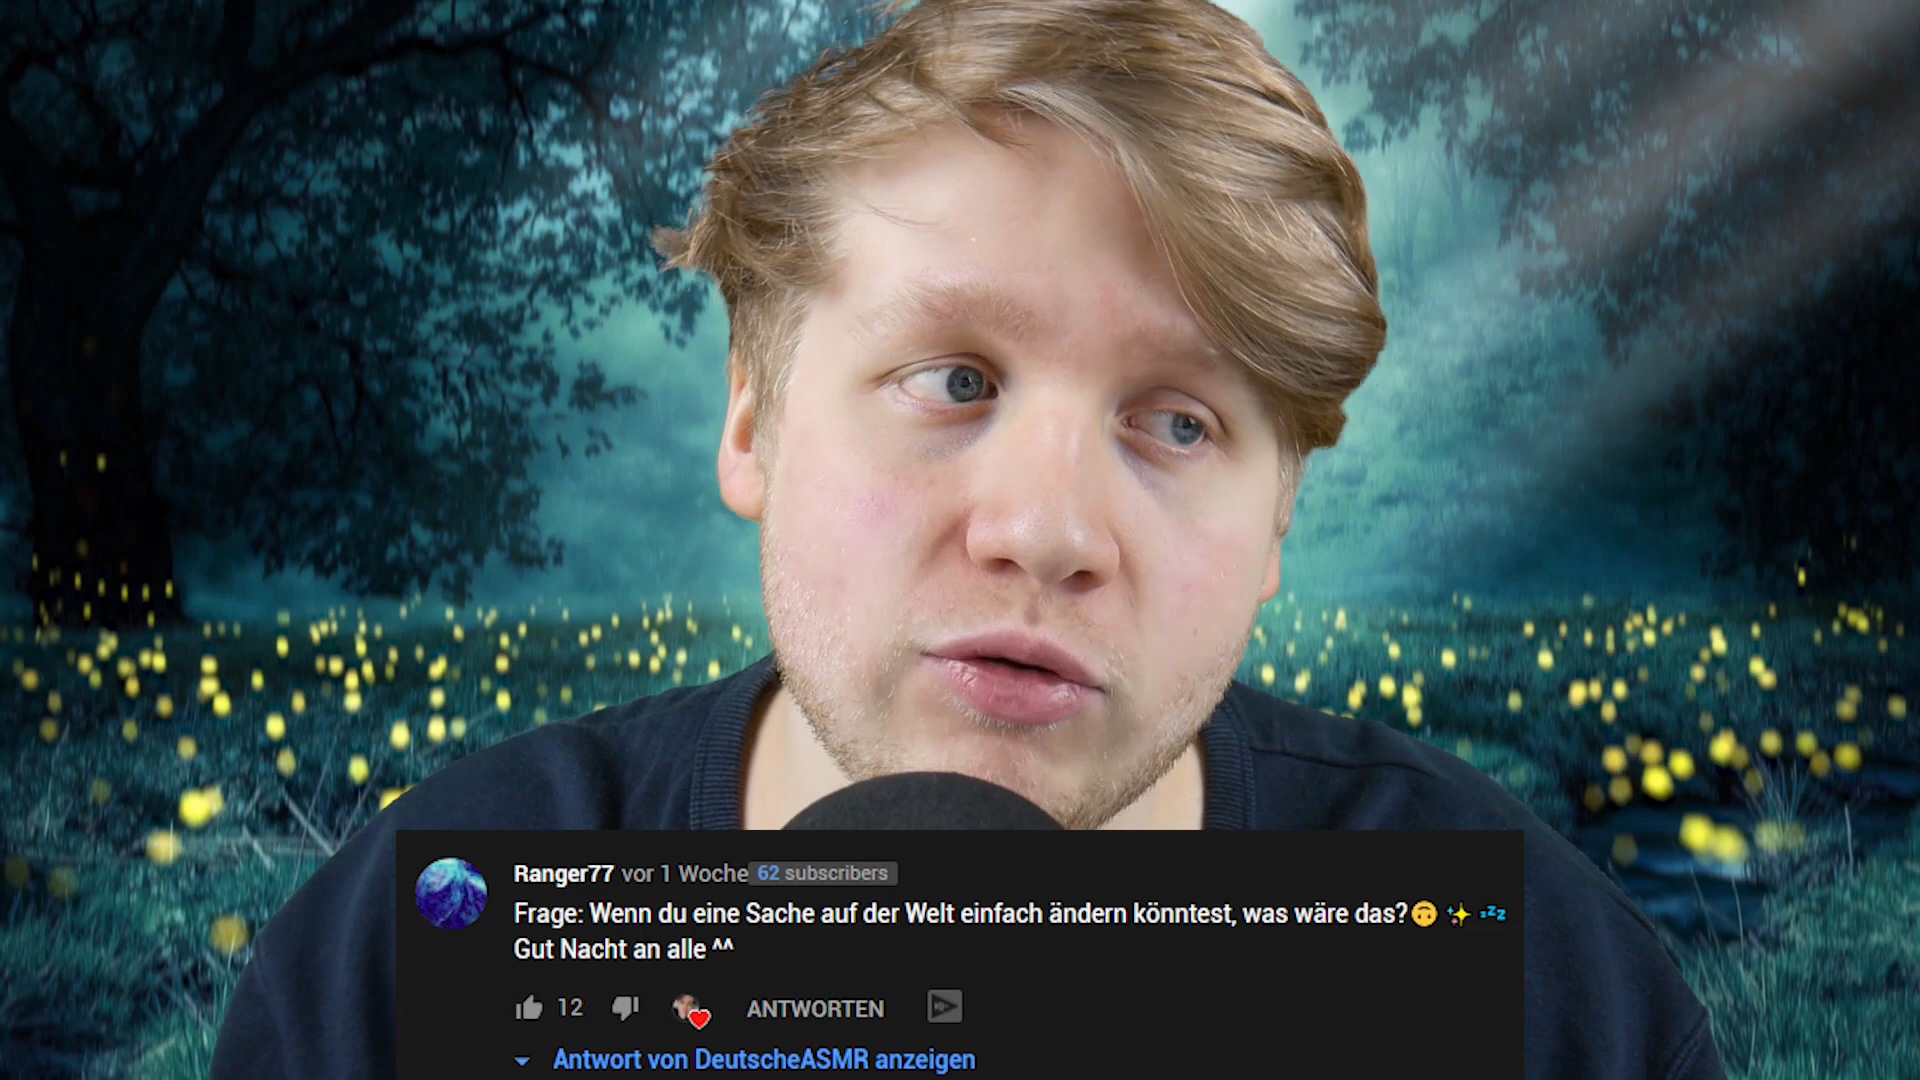 Ranger77 vor 1 Woche 62 subscribers
Frage: Wenn du eine Sache auf der Welt einfach ändern könntest, was wäre das?🙃 ✨ 💤
Gut Nacht an alle ^^
12 ANTWORTEN
Antwort von DeutscheASMR anzeigen